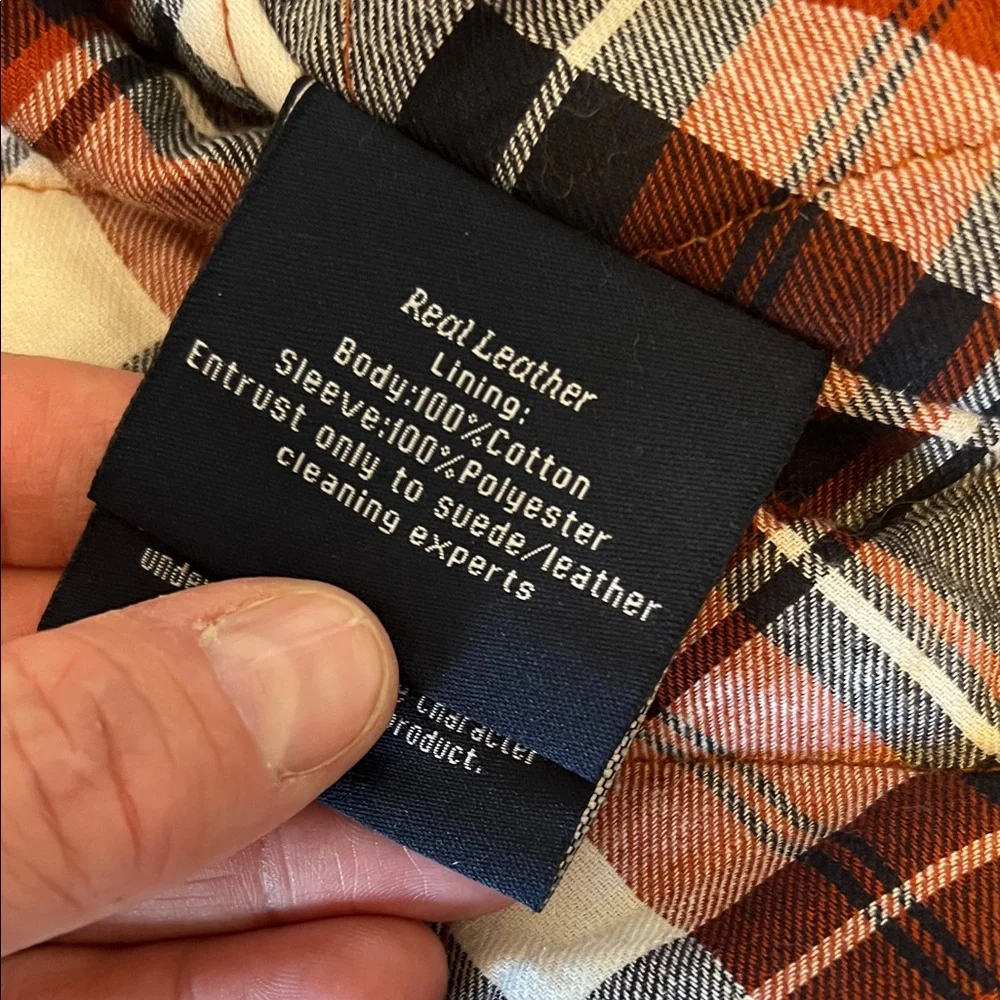 Real Leather
Lining:
Body:100%Cotton
Sleeve:100%Polyester
Entrust only to suede/leather
cleaning experts
character
product.